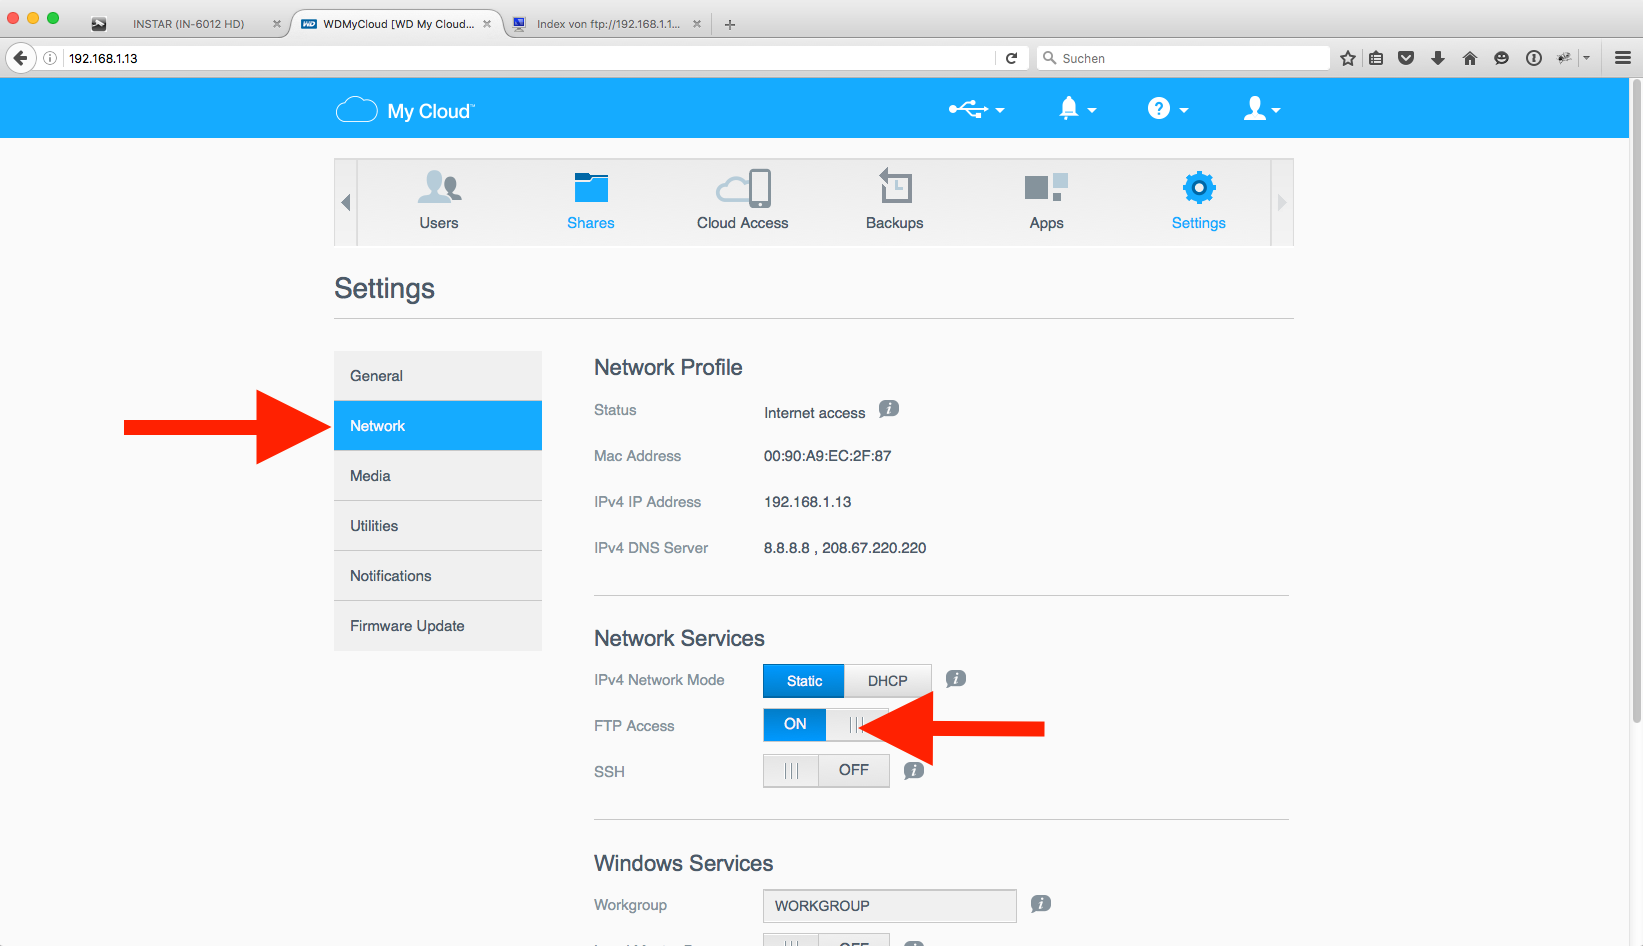 INSTAR (IN-6012 HD)
WDMyCloud [WD My Cloud...
Index von ftp://192.168.1.1...
192.168.1.13
Suchen
My Cloud™
Users
Shares
Cloud Access
Backups
Apps
Settings
Settings
General
Network
Media
Utilities
Notifications
Firmware Update
Network Profile
Status Internet access
Mac Address 00:90:A9:EC:2F:87
IPv4 IP Address 192.168.1.13
IPv4 DNS Server 8.8.8.8 , 208.67.220.220
Network Services
IPv4 Network Mode Static DHCP
FTP Access ON
SSH OFF
Windows Services
Workgroup WORKGROUP
OFF